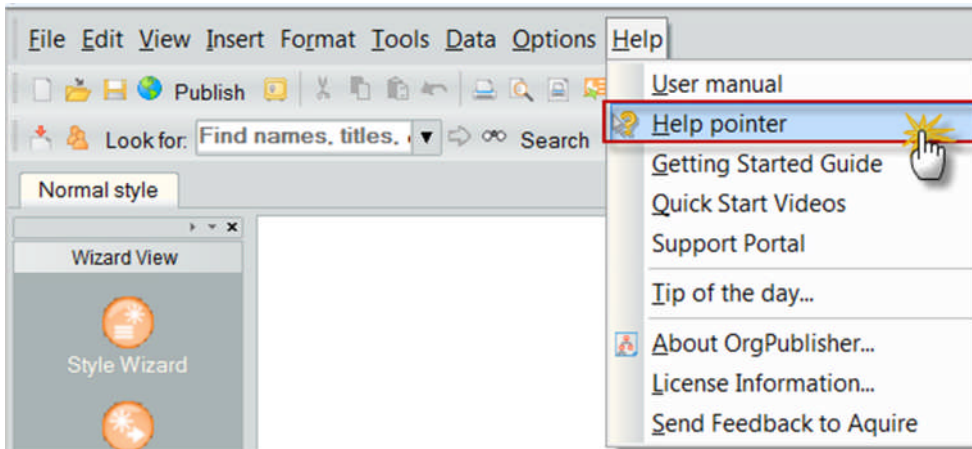 File Edit View Insert Format Tools Data Options Help
Publish
Look for: Find names, titles, Search
Normal style
Wizard View
Style Wizard
User manual
Help pointer
Getting Started Guide
Quick Start Videos
Support Portal
Tip of the day...
About OrgPublisher...
License Information...
Send Feedback to Aquire